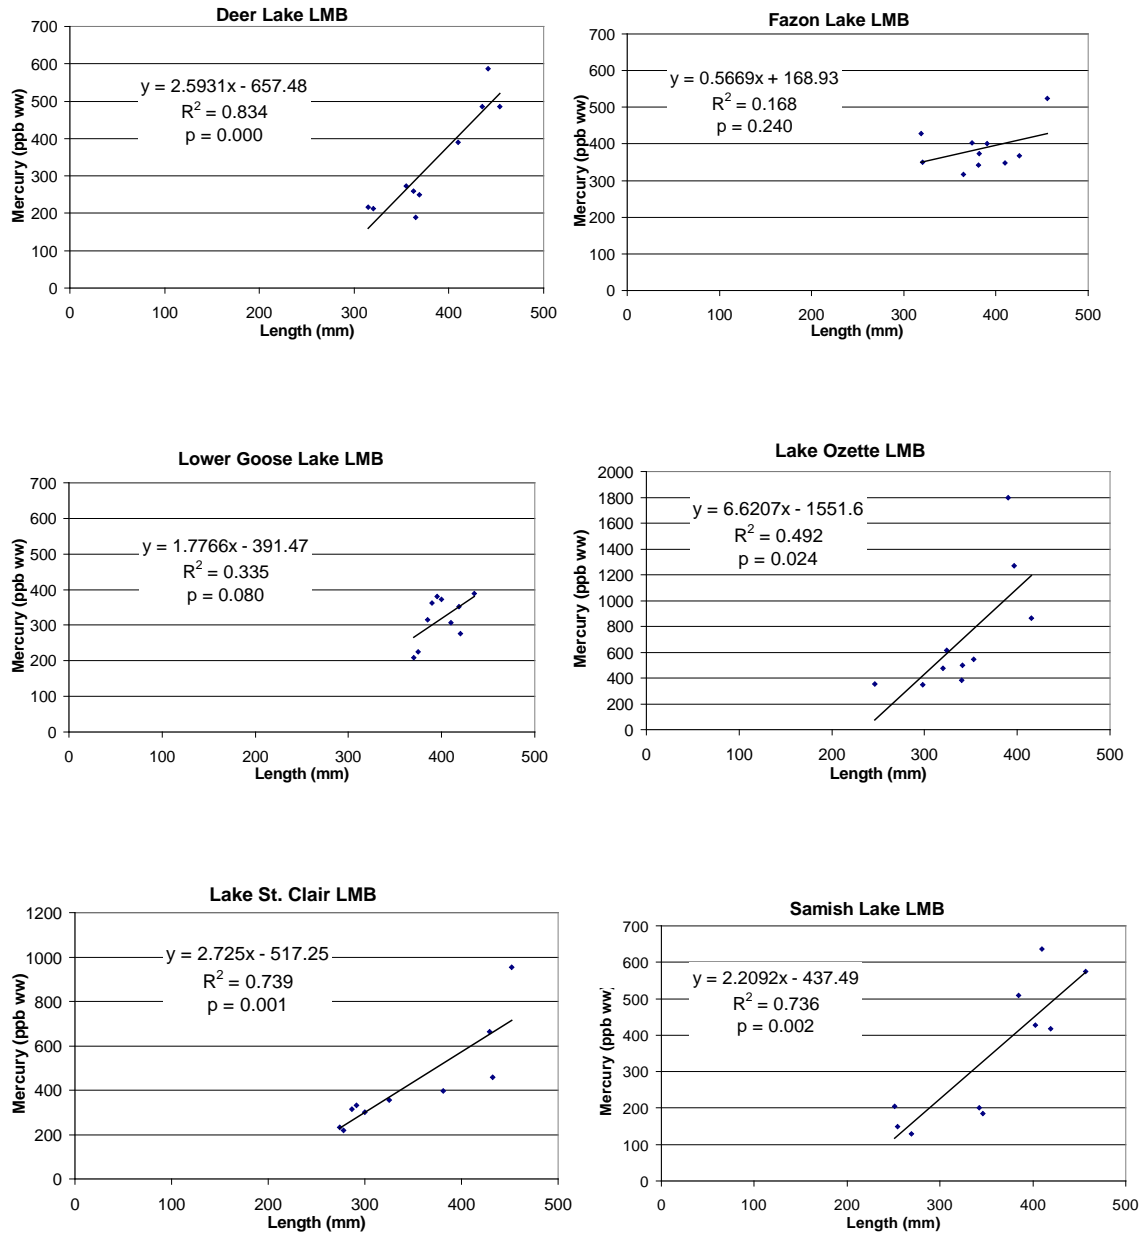 Deer Lake LMB
700
600
500
400
300
200
100
0
y = 2.5931x - 657.48
R² = 0.834
p = 0.000
Mercury (ppb ww)
0 100 200 300 400 500
Length (mm)
Fazon Lake LMB
700
600
500
400
300
200
100
0
y = 0.5669x + 168.93
R² = 0.168
p = 0.240
Mercury (ppb ww)
0 100 200 300 400 500
Length (mm)
Lower Goose Lake LMB
700
600
500
400
300
200
100
0
y = 1.7766x - 391.47
R² = 0.335
p = 0.080
Mercury (ppb ww)
0 100 200 300 400 500
Length (mm)
Lake Ozette LMB
2000
1800
1600
1400
1200
1000
800
600
400
200
0
y = 6.6207x - 1551.6
R² = 0.492
p = 0.024
Mercury (ppb ww)
0 100 200 300 400 500
Length (mm)
Lake St. Clair LMB
1200
1000
800
600
400
200
0
y = 2.725x - 517.25
R² = 0.739
p = 0.001
Mercury (ppb ww)
0 100 200 300 400 500
Length (mm)
Samish Lake LMB
700
600
500
400
300
200
100
0
y = 2.2092x - 437.49
R² = 0.736
p = 0.002
Mercury (ppb ww)
0 100 200 300 400 500
Length (mm)